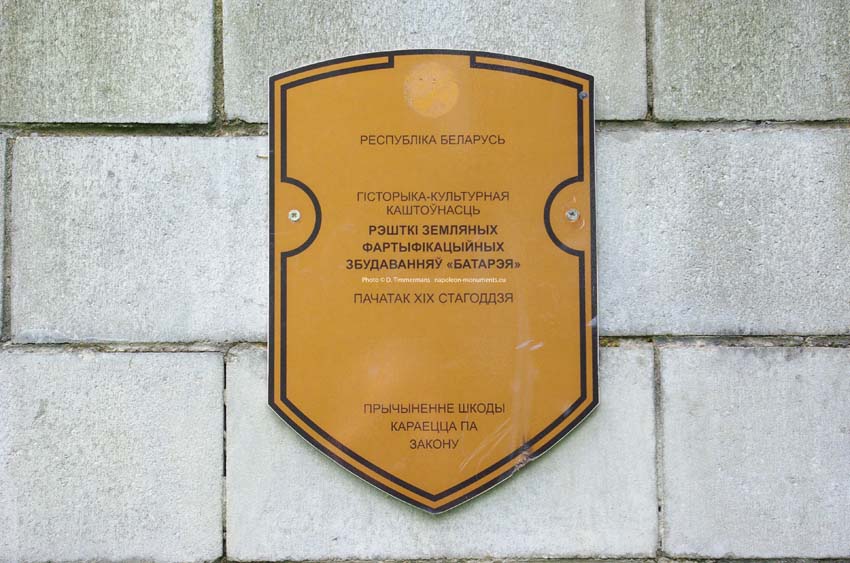 РЕСПУБЛІКА БЕЛАРУСЬ
ГІСТОРЫКА-КУЛЬТУРНАЯ
КАШТОЎНАСЦЬ
РЭШТКІ ЗЕМЛЯНЫХ
ФАРТЫФІКАЦЫЙНЫХ
ЗБУДАВАННЯЎ «БАТАРЭЯ»
Photo © D. Timmermans napoleon-monuments.eu
ПАЧАТАК XIX СТАГОДДЗЯ
ПРЫЧЫНЕННЕ ШКОДЫ
КАРАЕЦЦА ПА
ЗАКОНУ